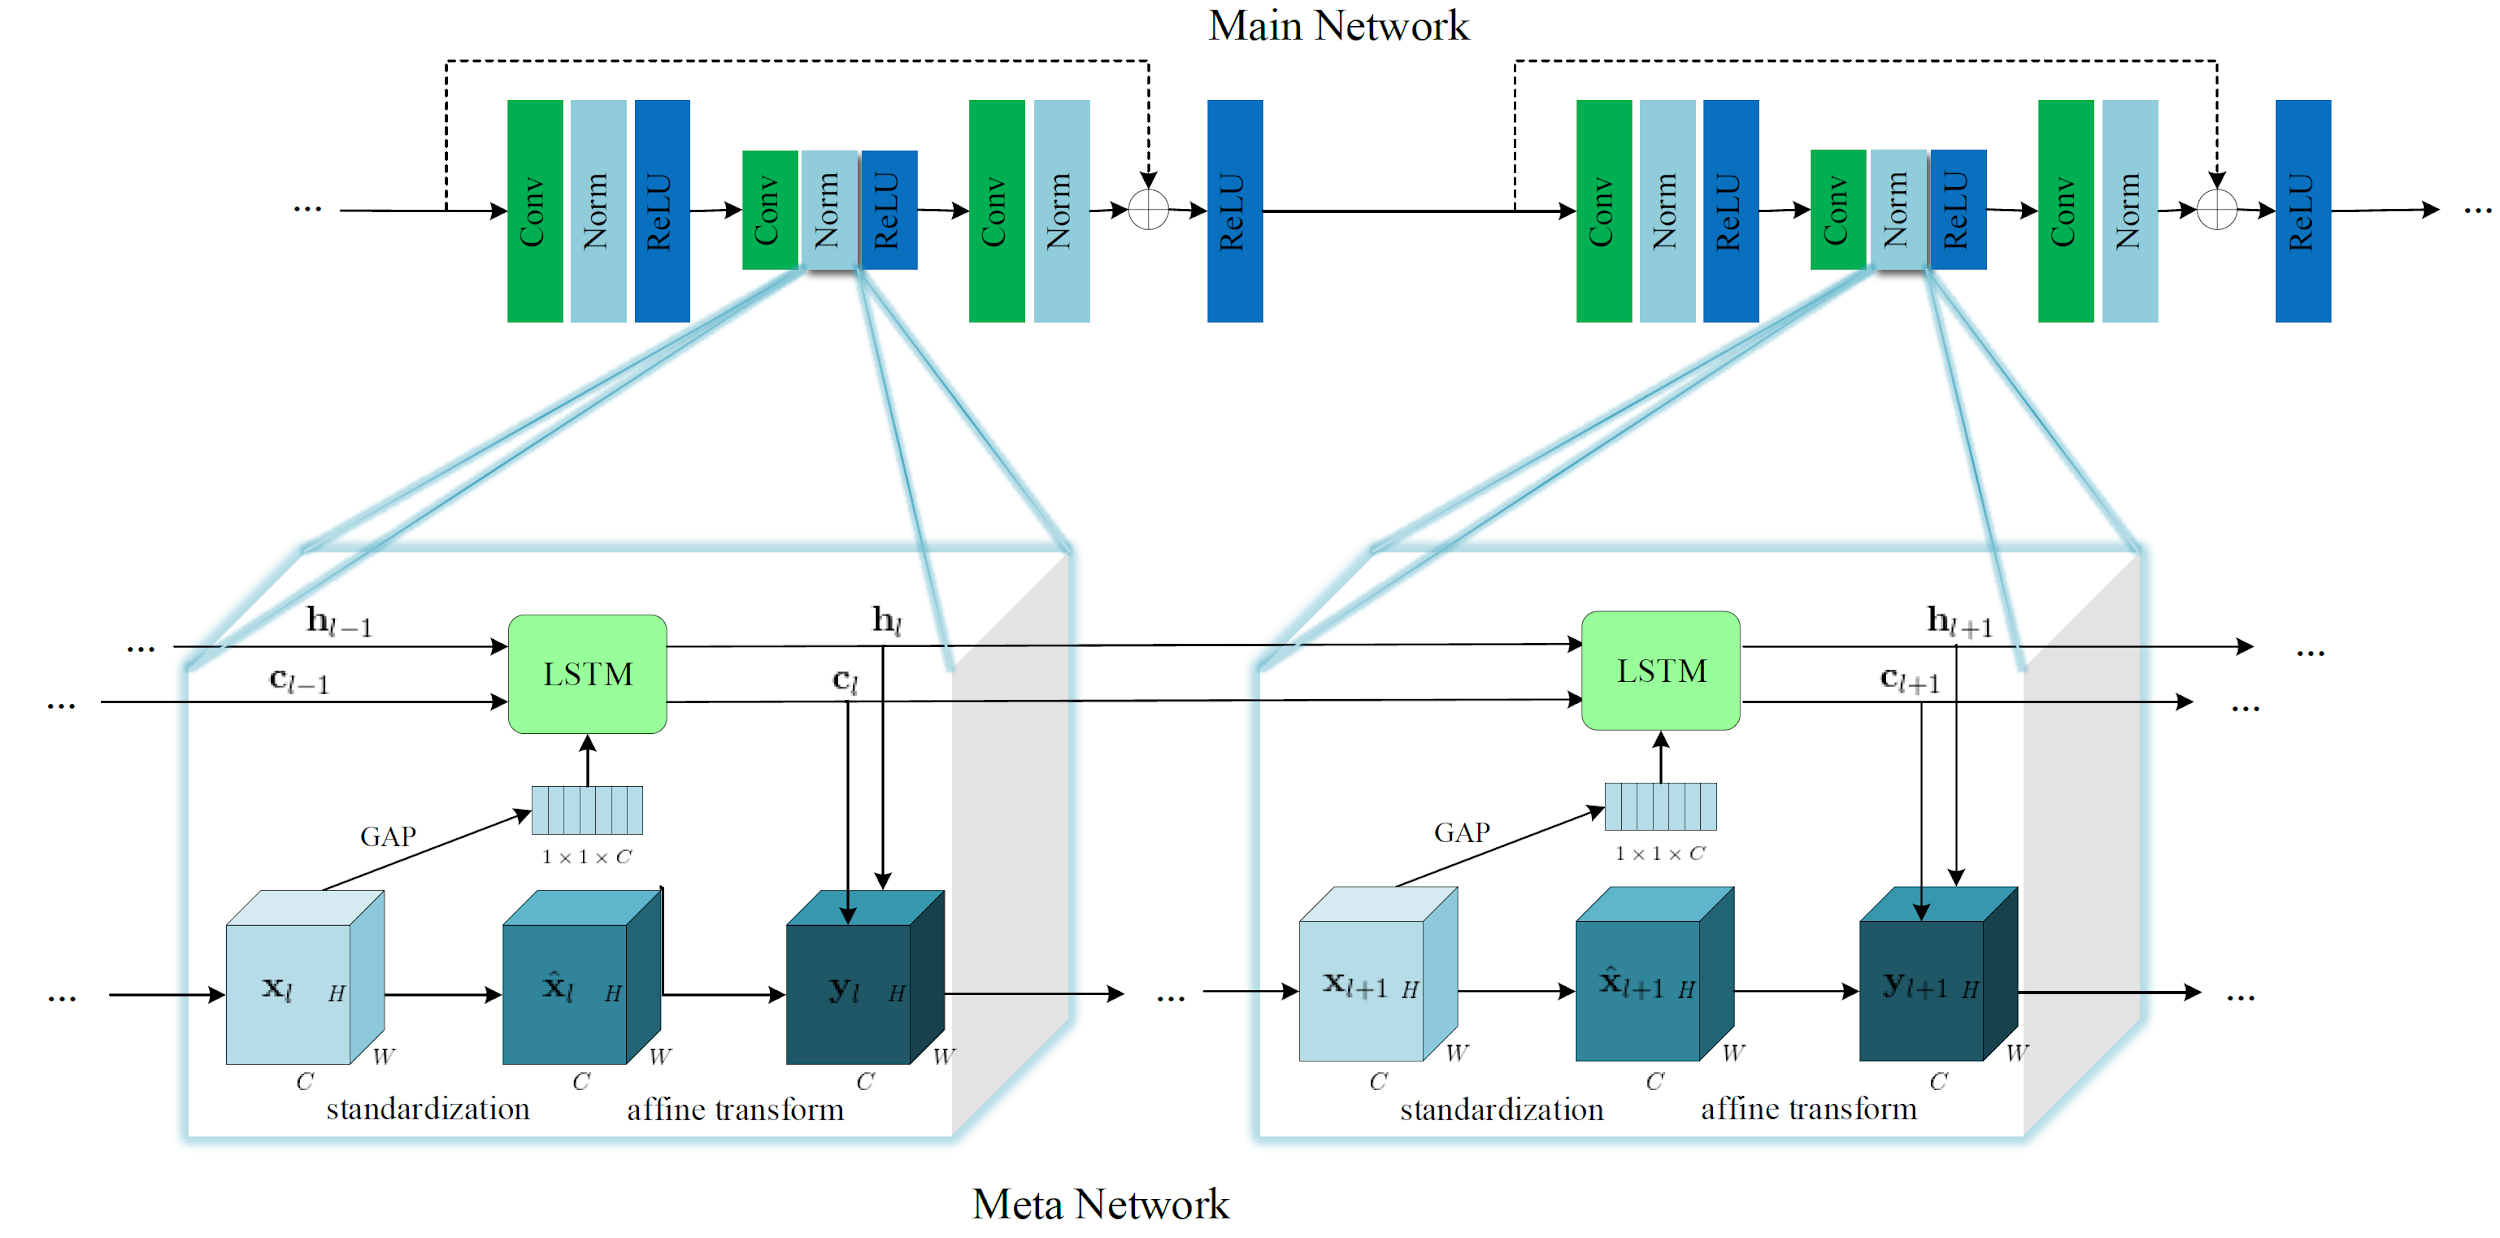 Main Network
...
Conv
Norm
ReLU
Conv
Norm
ReLU
Conv
Norm
ReLU
Conv
Norm
ReLU
Conv
Norm
ReLU
Conv
Norm
ReLU
...
... h_{l−1} h_l h_{l+1} ...
LSTM LSTM
... c_{l−1} c_l c_{l+1} ...
GAP GAP
1 × 1 × C 1 × 1 × C
... x_l H x̂_l H y_l H ... x_{l+1} H x̂_{l+1} H y_{l+1} H ...
W W W W W W
C C C C C C
standardization affine transform standardization affine transform
Meta Network